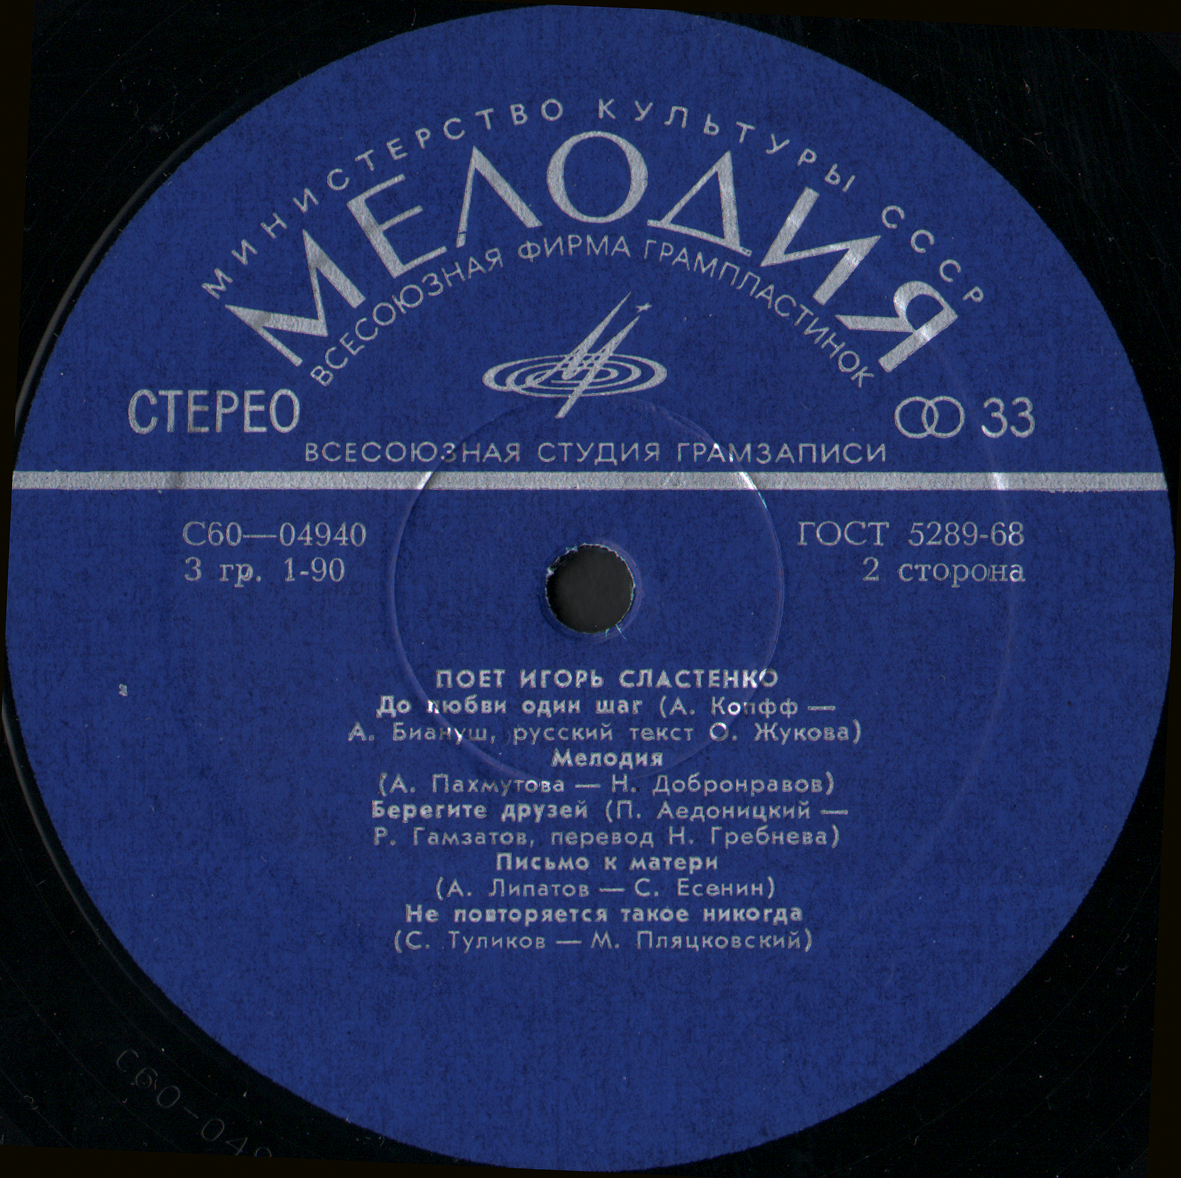 МИНИСТЕРСТВО КУЛЬТУРЫ СССР
МЕЛОДИЯ
ВСЕСОЮЗНАЯ ФИРМА ГРАМПЛАСТИНОК
СТЕРЕО
33
ВСЕСОЮЗНАЯ СТУДИЯ ГРАМЗАПИСИ
С60—04940
ГОСТ 5289-68
3 гр. 1-90
2 сторона
ПОЕТ ИГОРЬ СЛАСТЕНКО
До любви один шаг (А. Копфф —
А. Биануш, русский текст О. Жукова)
Мелодия
(А. Пахмутова — Н. Добронравов)
Берегите друзей (П. Аедоницкий —
Р. Гамзатов, перевод Н. Гребнева)
Письмо к матери
(А. Липатов — С. Есенин)
Не повторяется такое никогда
(С. Туликов — М. Пляцковский)